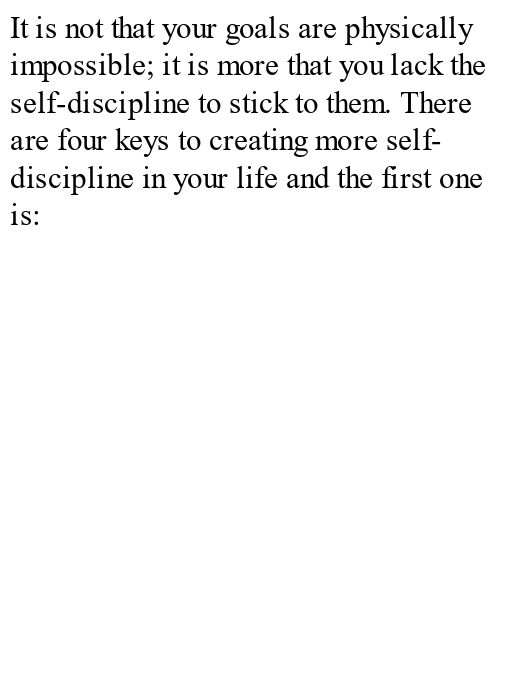 It is not that your goals are physically
impossible; it is more that you lack the
self-discipline to stick to them. There
are four keys to creating more self-
discipline in your life and the first one
is: